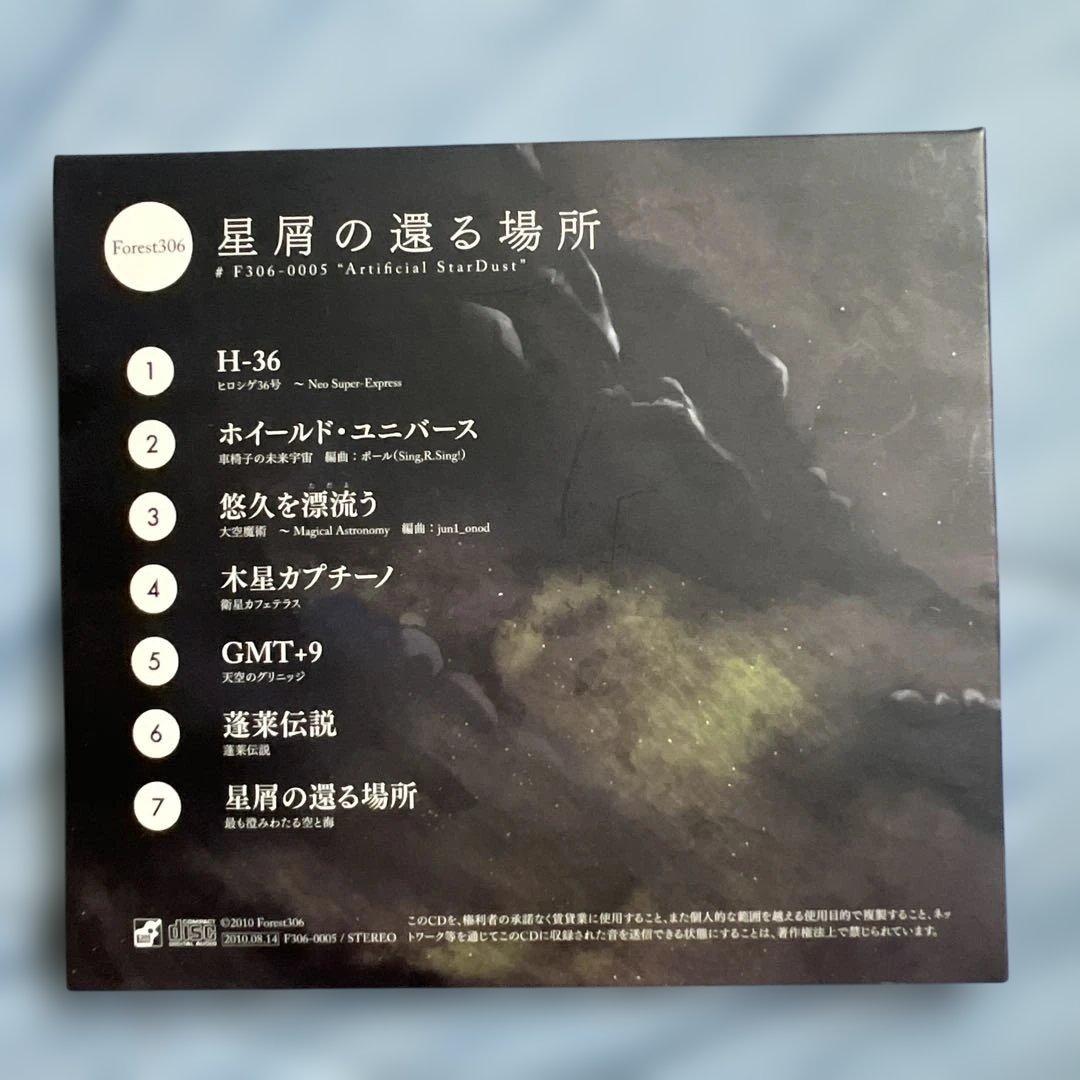 Forest306
星屑の還る場所
# F306-0005 “Artificial StarDust”
1
H-36
ヒロシゲ36号 ～ Neo Super-Express
2
ホイールド・ユニバース
車椅子の未来宇宙 編曲：ポール(Sing,R.Sing!)
3
ただよ
悠久を漂流う
大空魔術 ～ Magical Astronomy 編曲：jun1_onod
4
木星カプチーノ
衛星カフェテラス
5
GMT+9
天空のグリニッジ
6
蓬莱伝説
蓬莱伝説
7
星屑の還る場所
最も澄みわたる空と海
COMPACT
disc
DIGITAL AUDIO
©2010 Forest306
2010.08.14 F306-0005 / STEREO
このCDを、権利者の承諾なく賃貸業に使用すること、また個人的な範囲を越える使用目的で複製すること、ネッ
トワーク等を通じてこのCDに収録された音を送信できる状態にすることは、著作権法上で禁じられています。